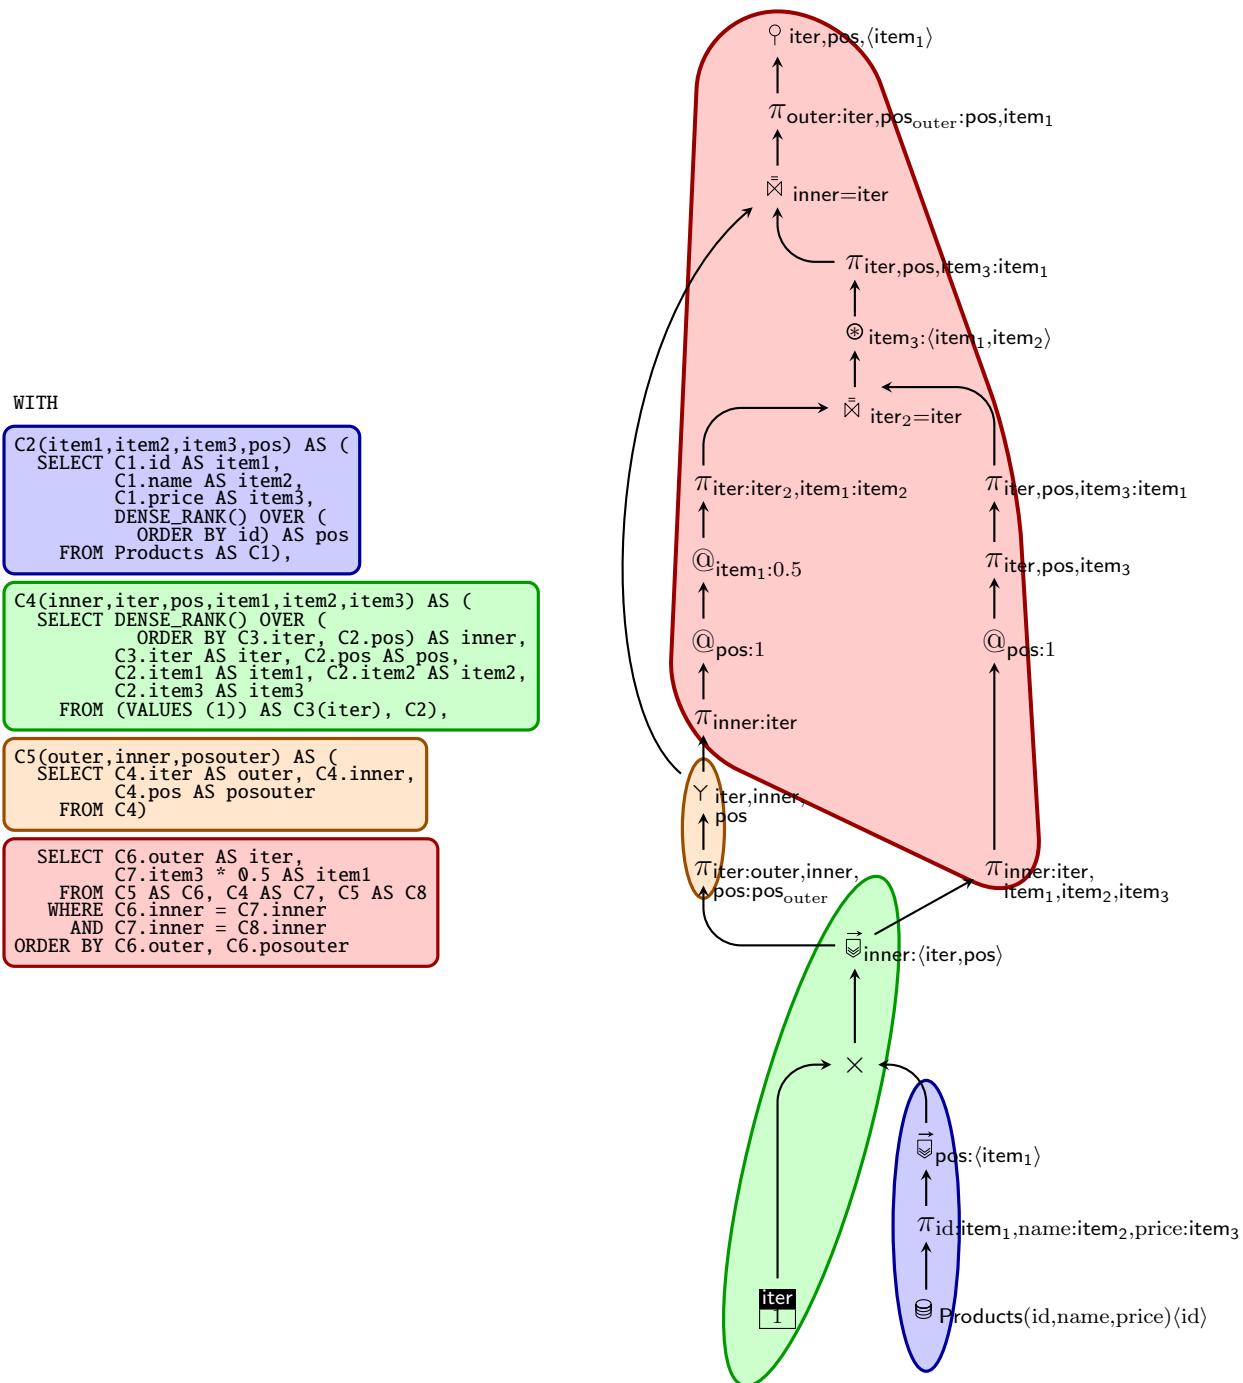 WITH
C2(item1,item2,item3,pos) AS (
  SELECT C1.id AS item1,
         C1.name AS item2,
         C1.price AS item3,
         DENSE_RANK() OVER (
           ORDER BY id) AS pos
    FROM Products AS C1),
C4(inner,iter,pos,item1,item2,item3) AS (
  SELECT DENSE_RANK() OVER (
           ORDER BY C3.iter, C2.pos) AS inner,
         C3.iter AS iter, C2.pos AS pos,
         C2.item1 AS item1, C2.item2 AS item2,
         C2.item3 AS item3
    FROM (VALUES (1)) AS C3(iter), C2),
C5(outer,inner,posouter) AS (
  SELECT C4.iter AS outer, C4.inner,
         C4.pos AS posouter
    FROM C4)
  SELECT C6.outer AS iter,
         C7.item3 * 0.5 AS item1
    FROM C5 AS C6, C4 AS C7, C5 AS C8
   WHERE C6.inner = C7.inner
     AND C7.inner = C8.inner
ORDER BY C6.outer, C6.posouter
iter,pos,⟨item₁⟩
π outer:iter,pos_outer:pos,item₁
⋈ inner=iter
π iter,pos,item₃:item₁
⊛ item₃:⟨item₁,item₂⟩
⋈ iter₂=iter
π iter:iter₂,item₁:item₂
π iter,pos,item₃:item₁
@ item₁:0.5
π iter,pos,item₃
@ pos:1
@ pos:1
π inner:iter
iter,inner,
pos
π iter:outer,inner,
pos:pos_outer
π inner:iter,
item₁,item₂,item₃
inner:⟨iter,pos⟩
×
pos:⟨item₁⟩
π id:item₁,name:item₂,price:item₃
iter
1
Products(id,name,price)⟨id⟩